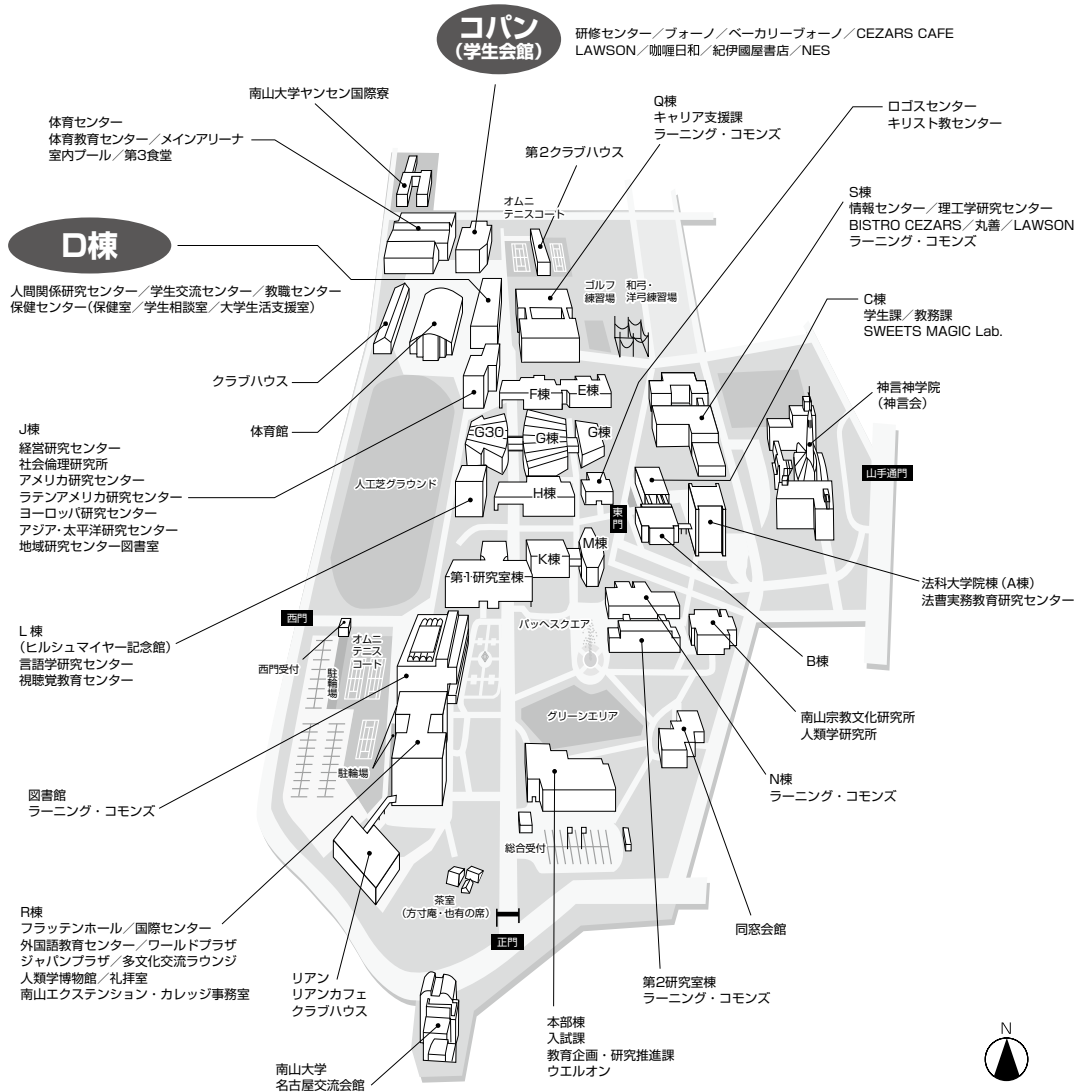 コパン
(学生会館)
研修センター／ブォーノ／ベーカリーブォーノ／CEZARS CAFE
LAWSON／咖喱日和／紀伊國屋書店／NES
南山大学ヤンセン国際寮
体育センター
体育教育センター／メインアリーナ
室内プール／第3食堂
Q棟
キャリア支援課
ラーニング・コモンズ
ロゴスセンター
キリスト教センター
第2クラブハウス
オムニ
テニスコート
S棟
情報センター／理工学研究センター
BISTRO CEZARS／丸善／LAWSON
ラーニング・コモンズ
D棟
人間関係研究センター／学生交流センター／教職センター
保健センター(保健室／学生相談室／大学生活支援室)
ゴルフ
練習場
和弓・
洋弓練習場
C棟
学生課／教務課
SWEETS MAGIC Lab.
クラブハウス
体育館
F棟
E棟
神言神学院
(神言会)
J棟
経営研究センター
社会倫理研究所
アメリカ研究センター
ラテンアメリカ研究センター
ヨーロッパ研究センター
アジア・太平洋研究センター
地域研究センター図書室
G30
G棟
G棟
人工芝グラウンド
H棟
山手通門
東門
M棟
K棟
第1研究室棟
法科大学院棟(A棟)
法曹実務教育研究センター
L棟
(ヒルシュマイヤー記念館)
言語学研究センター
視聴覚教育センター
西門
西門受付
オムニ
テニス
コート
駐輪場
パッヘスクエア
B棟
南山宗教文化研究所
人類学研究所
グリーンエリア
N棟
ラーニング・コモンズ
駐輪場
図書館
ラーニング・コモンズ
総合受付
茶室
(方寸庵・也有の席)
同窓会館
正門
R棟
フラッテンホール／国際センター
外国語教育センター／ワールドプラザ
ジャパンプラザ／多文化交流ラウンジ
人類学博物館／礼拝室
南山エクステンション・カレッジ事務室
リアン
リアンカフェ
クラブハウス
第2研究室棟
ラーニング・コモンズ
本部棟
入試課
教育企画・研究推進課
ウエルオン
南山大学
名古屋交流会館
N